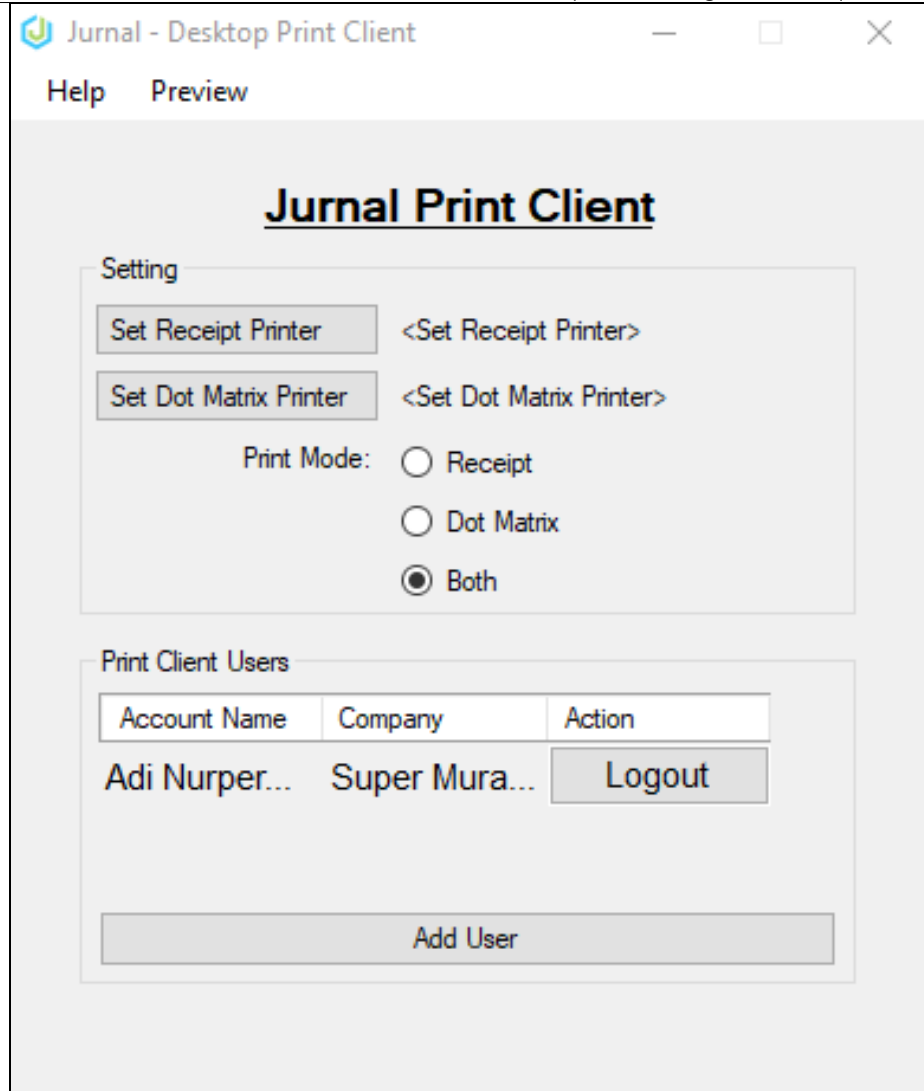 Jurnal - Desktop Print Client
Help Preview
Jurnal Print Client
Setting
Set Receipt Printer <Set Receipt Printer>
Set Dot Matrix Printer <Set Dot Matrix Printer>
Print Mode: Receipt
Dot Matrix
Both
Print Client Users
Account Name Company Action
Adi Nurper... Super Mura... Logout
Add User